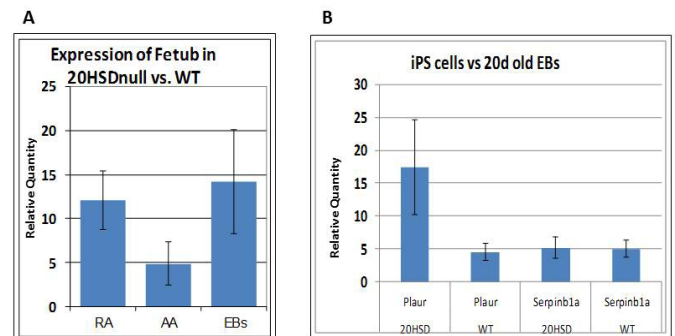 A
Expression of Fetub in
20HSDnull vs. WT
Relative Quantity
25
20
15
10
5
0
RA AA EBs
B
iPS cells vs 20d old EBs
Relative Quantity
30
25
20
15
10
5
0
Plaur Plaur Serpinb1a Serpinb1a
20HSD WT 20HSD WT